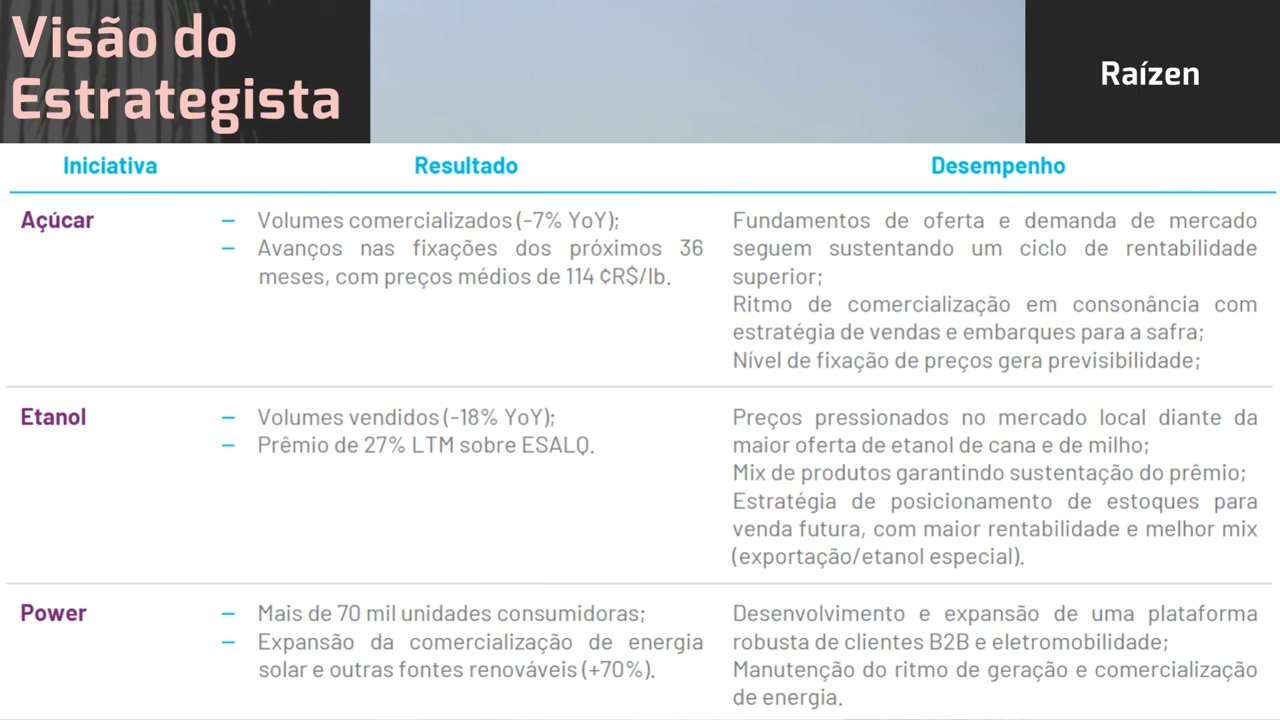 Visão do
Estrategista
Raízen
Iniciativa
Resultado
Desempenho
Açúcar
– Volumes comercializados (-7% YoY);
– Avanços nas fixações dos próximos 36
meses, com preços médios de 114 ¢R$/lb.
Fundamentos de oferta e demanda de mercado
seguem sustentando um ciclo de rentabilidade
superior;
Ritmo de comercialização em consonância com
estratégia de vendas e embarques para a safra;
Nível de fixação de preços gera previsibilidade;
Etanol
– Volumes vendidos (-18% YoY);
– Prêmio de 27% LTM sobre ESALQ.
Preços pressionados no mercado local diante da
maior oferta de etanol de cana e de milho;
Mix de produtos garantindo sustentação do prêmio;
Estratégia de posicionamento de estoques para
venda futura, com maior rentabilidade e melhor mix
(exportação/etanol especial).
Power
– Mais de 70 mil unidades consumidoras;
– Expansão da comercialização de energia
solar e outras fontes renováveis (+70%).
Desenvolvimento e expansão de uma plataforma
robusta de clientes B2B e eletromobilidade;
Manutenção do ritmo de geração e comercialização
de energia.